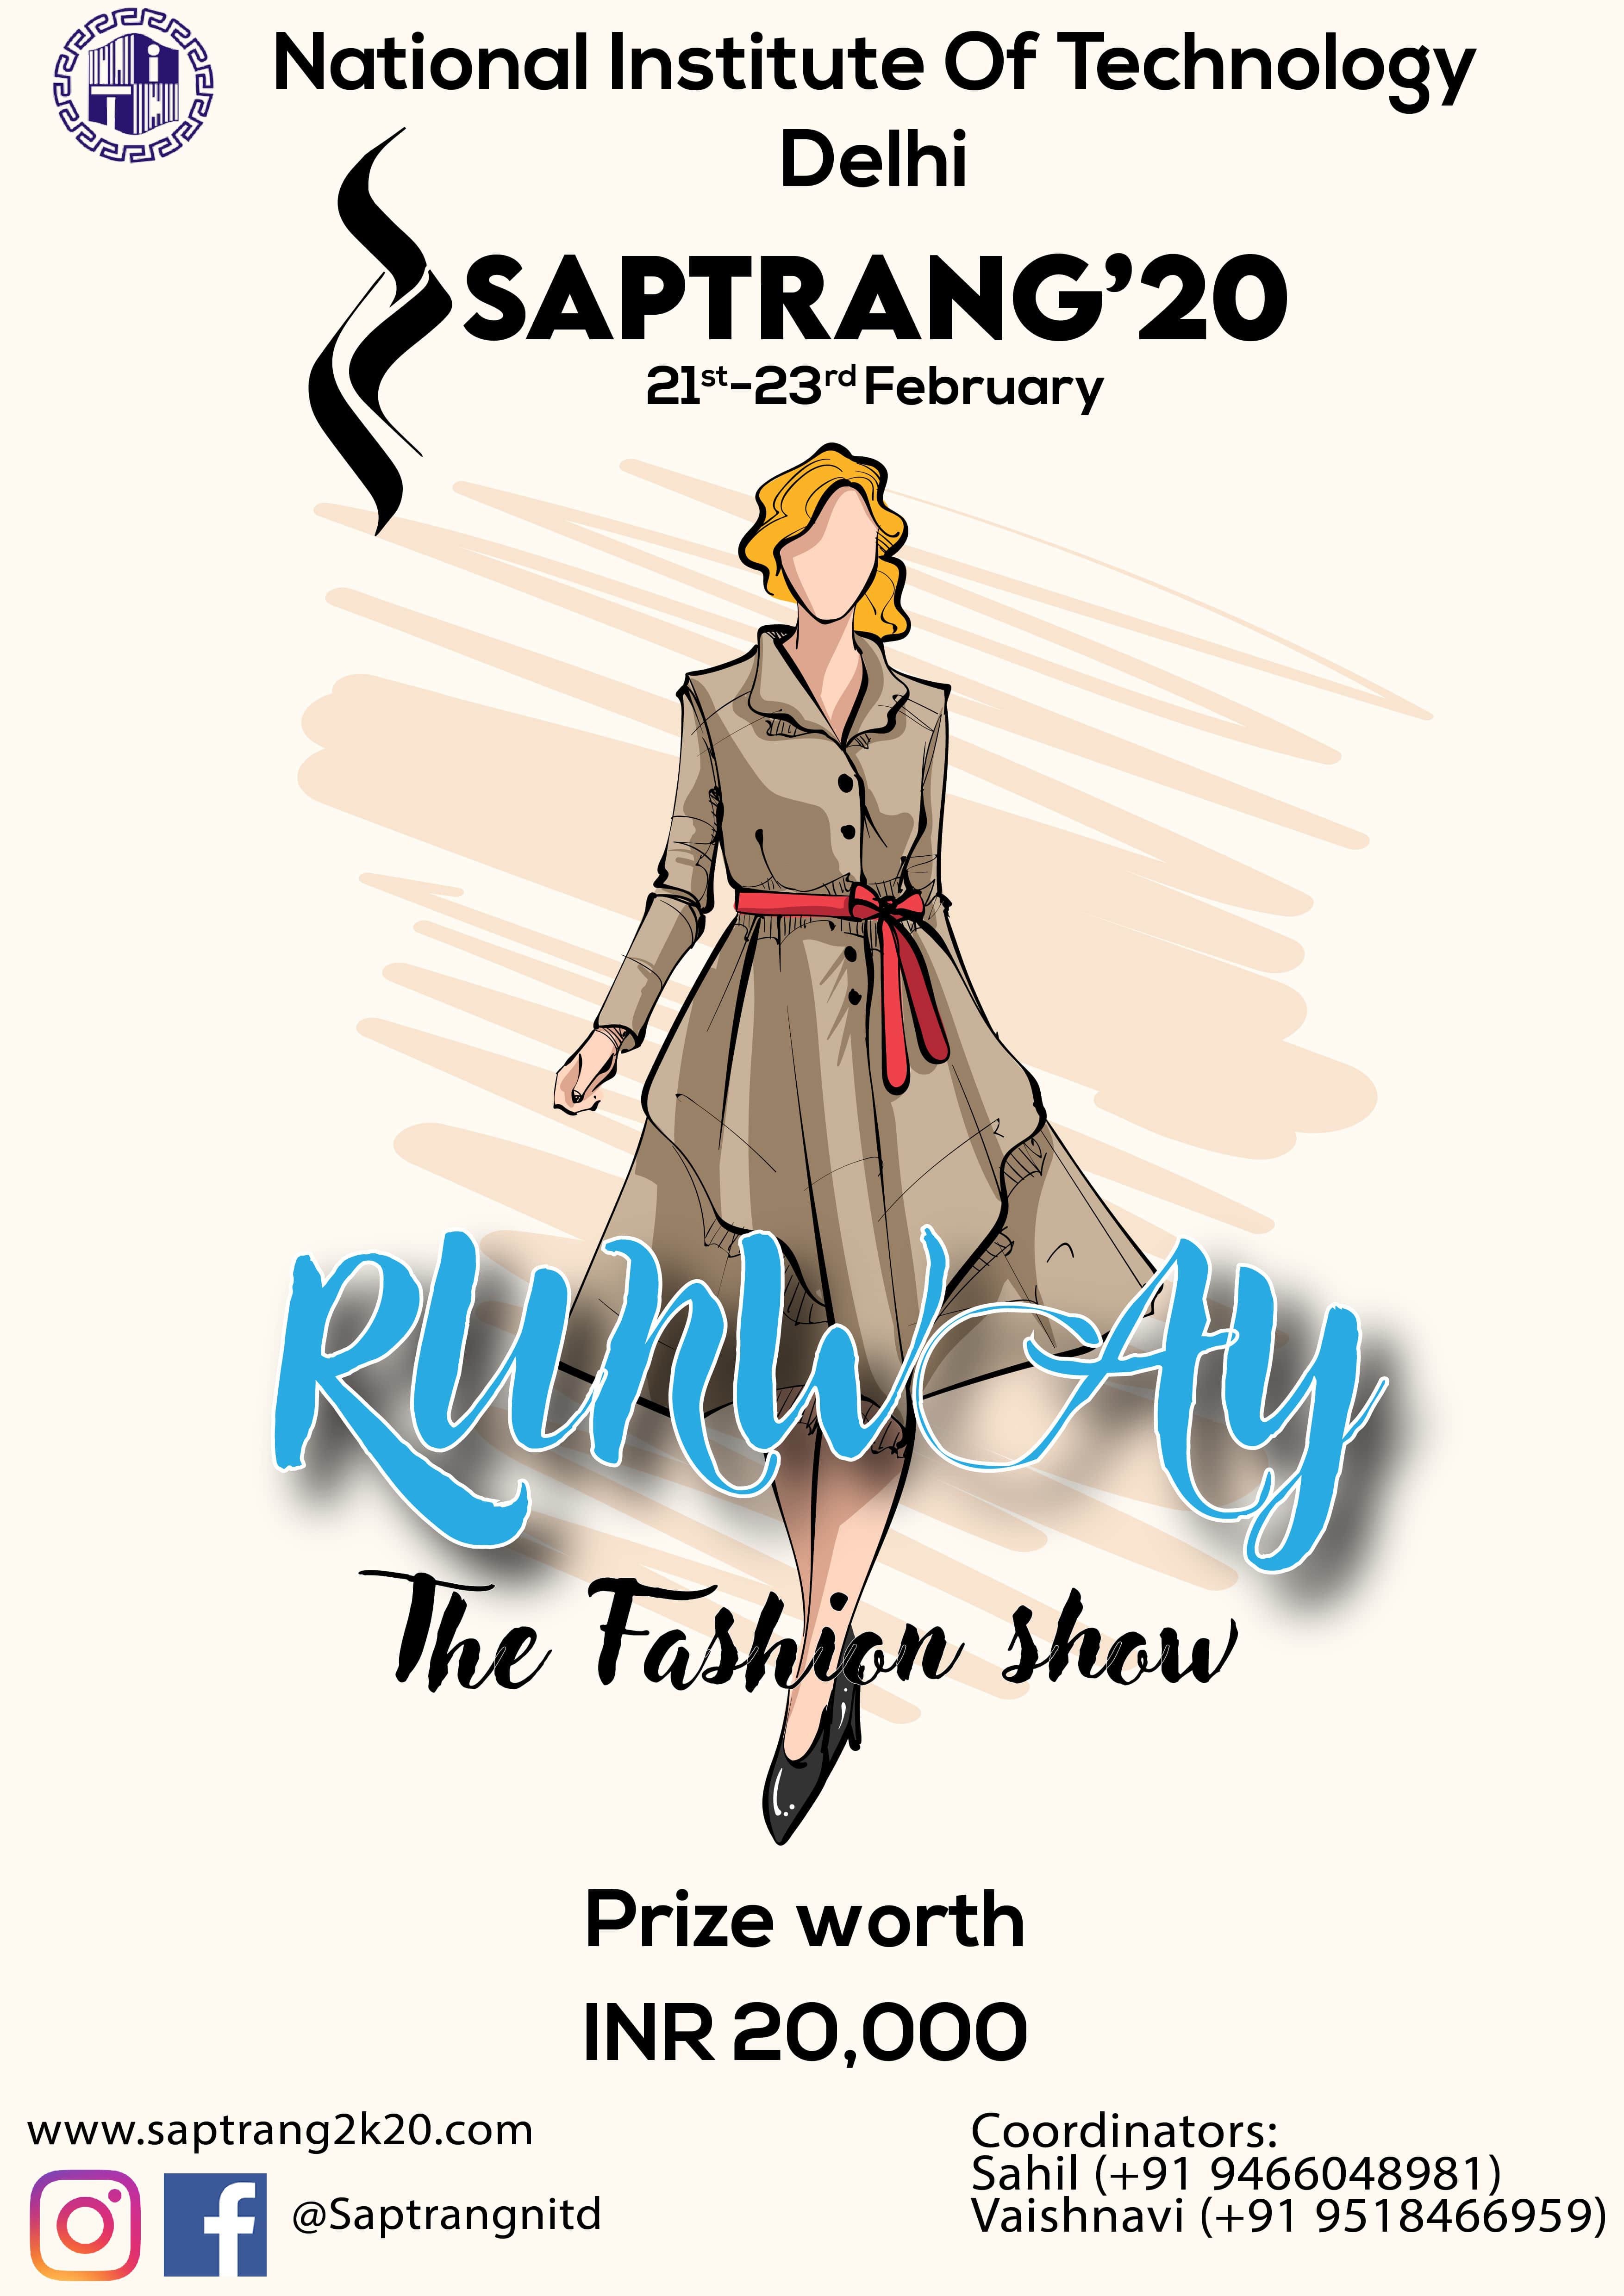 National Institute Of Technology
Delhi
SAPTRANG'20
21st-23rd February
RUNWAY
The Fashion show
Prize worth
INR 20,000
www.saptrang2k20.com
@Saptrangnitd
Coordinators:
Sahil (+91 9466048981)
Vaishnavi (+91 9518466959)